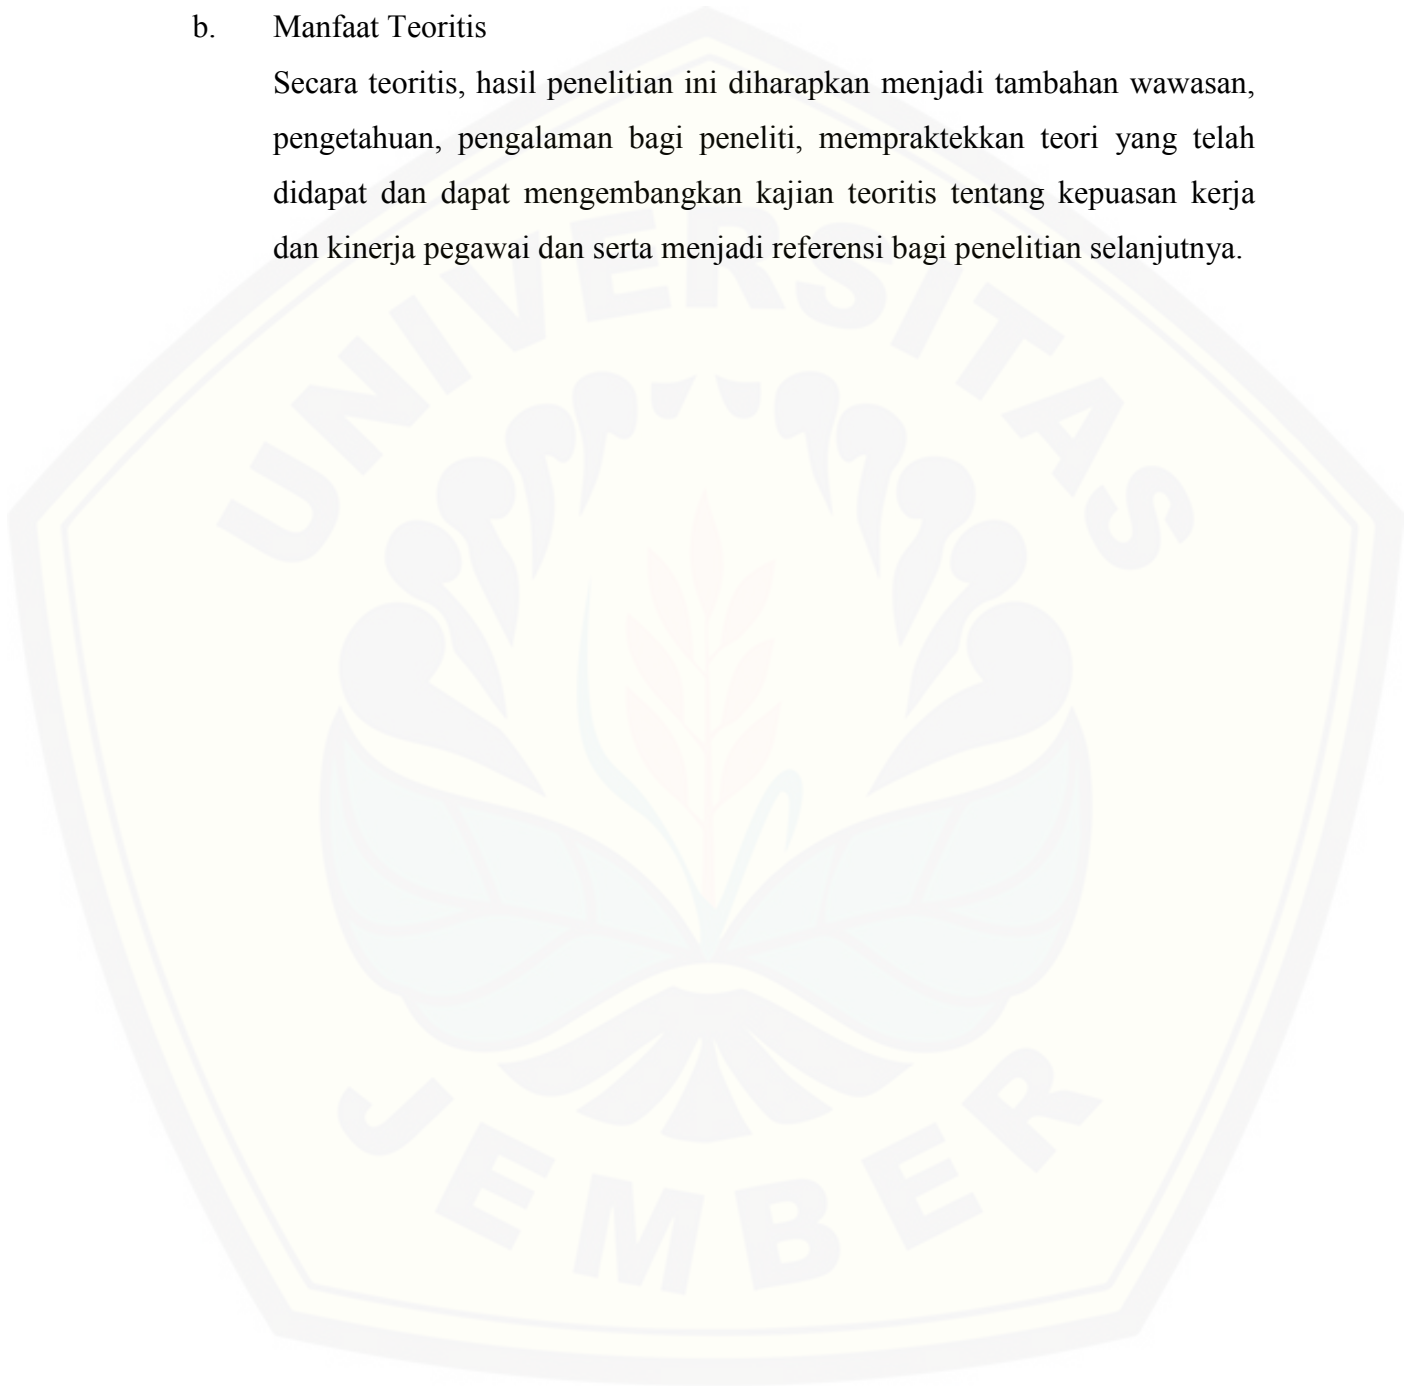 b. Manfaat Teoritis
Secara teoritis, hasil penelitian ini diharapkan menjadi tambahan wawasan,
pengetahuan, pengalaman bagi peneliti, mempraktekkan teori yang telah
didapat dan dapat mengembangkan kajian teoritis tentang kepuasan kerja
dan kinerja pegawai dan serta menjadi referensi bagi penelitian selanjutnya.
UNIVERSITAS
JEMBER